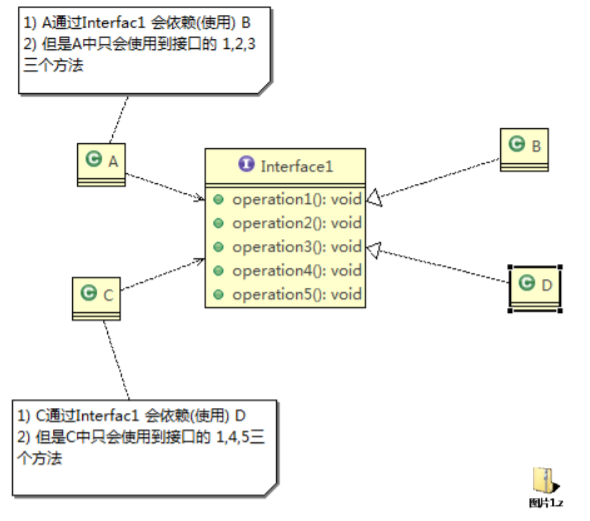 1) A通过Interfac1 会依赖(使用) B
2) 但是A中只会使用到接口的 1,2,3
三个方法
C A
I Interface1
C B
operation1(): void
operation2(): void
operation3(): void
operation4(): void
operation5(): void
C C
C D
1) C通过Interfac1 会依赖(使用) D
2) 但是C中只会使用到接口的 1,4,5三
个方法
图片1.z